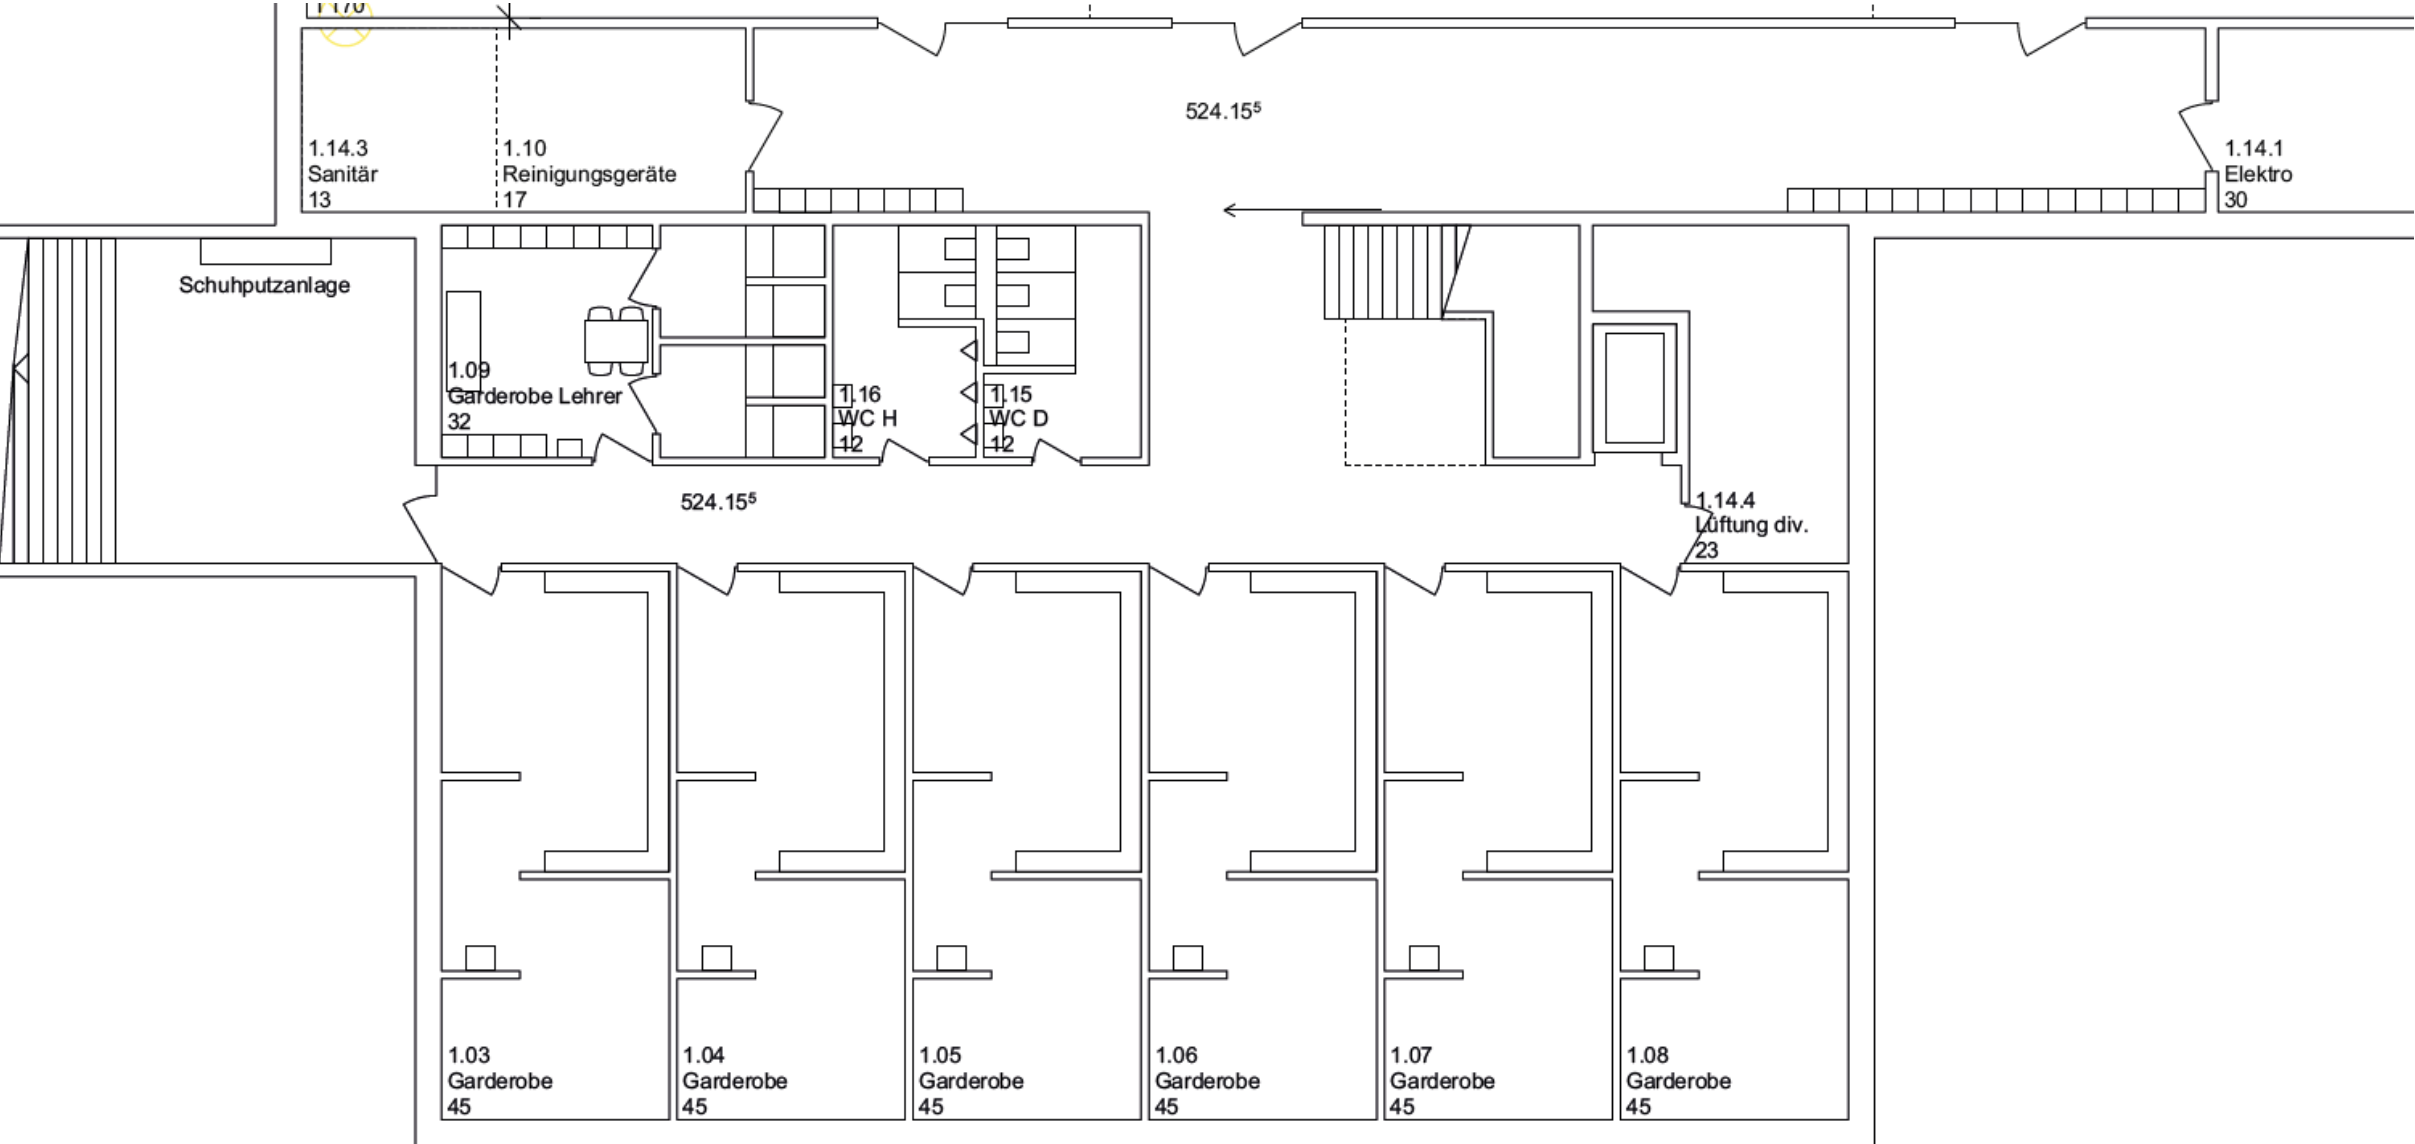 524.15⁵
1.14.3
Sanitär
13
1.10
Reinigungsgeräte
17
1.14.1
Elektro
30
Schuhputzanlage
1.09
Garderobe Lehrer
32
1.16
WC H
12
1.15
WC D
12
524.15⁵
1.14.4
Lüftung div.
23
1.03
Garderobe
45
1.04
Garderobe
45
1.05
Garderobe
45
1.06
Garderobe
45
1.07
Garderobe
45
1.08
Garderobe
45